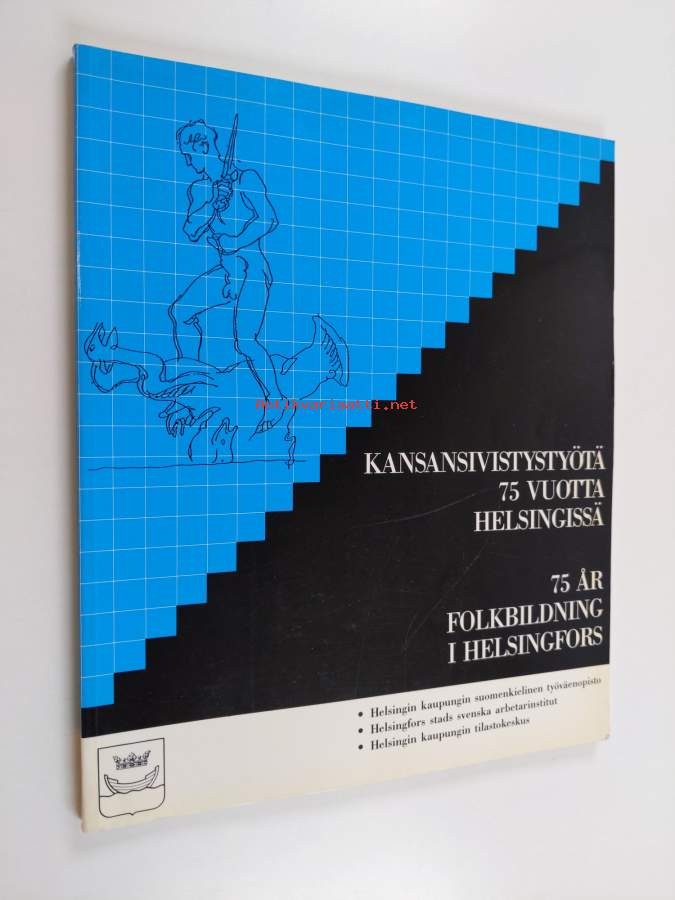 Antikvariaatti.net
KANSANSIVISTYSTYÖTÄ
75 VUOTTA
HELSINGISSÄ
75 ÅR
FOLKBILDNING
I HELSINGFORS
• Helsingin kaupungin suomenkielinen työväenopisto
• Helsingfors stads svenska arbetarinstitut
• Helsingin kaupungin tilastokeskus